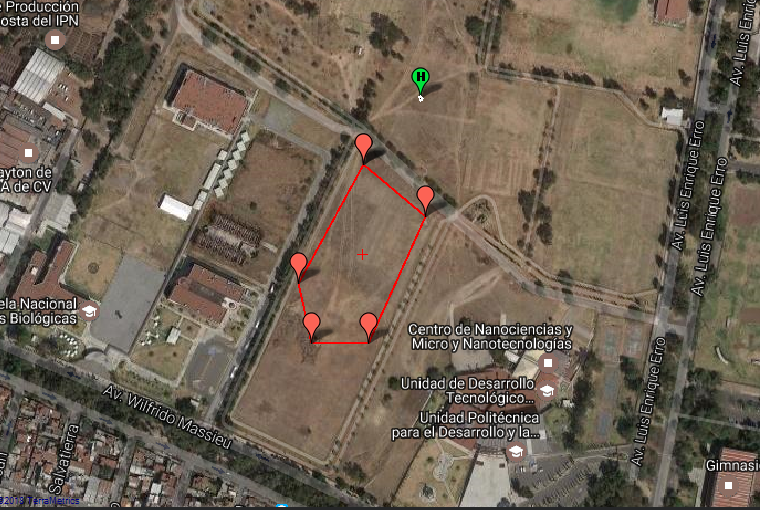 e Producción
osta del IPN
H
Av. Luis Enrique Erro
Av. Luis Enri
ayton de
A de CV
Av. Luis Enrique Erro
ela Nacional
s Biológicas
Centro de Nanociencias y
Micro y Nanotecnologías
Unidad de Desarrollo
Tecnológico...
Unidad Politécnica
para el Desarrollo y la...
Av. Luis Enrique Erro
Av. Wilfrido Massieu
Salvatierra
Gimnasio